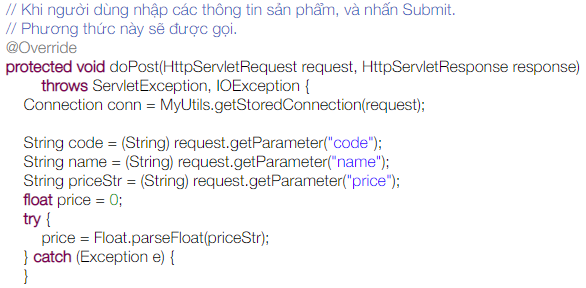 // Khi người dùng nhập các thông tin sản phẩm, và nhấn Submit.
// Phương thức này sẽ được gọi.
@Override
protected void doPost(HttpServletRequest request, HttpServletResponse response)
throws ServletException, IOException {
Connection conn = MyUtils.getStoredConnection(request);
String code = (String) request.getParameter("code");
String name = (String) request.getParameter("name");
String priceStr = (String) request.getParameter("price");
float price = 0;
try {
price = Float.parseFloat(priceStr);
} catch (Exception e) {
}